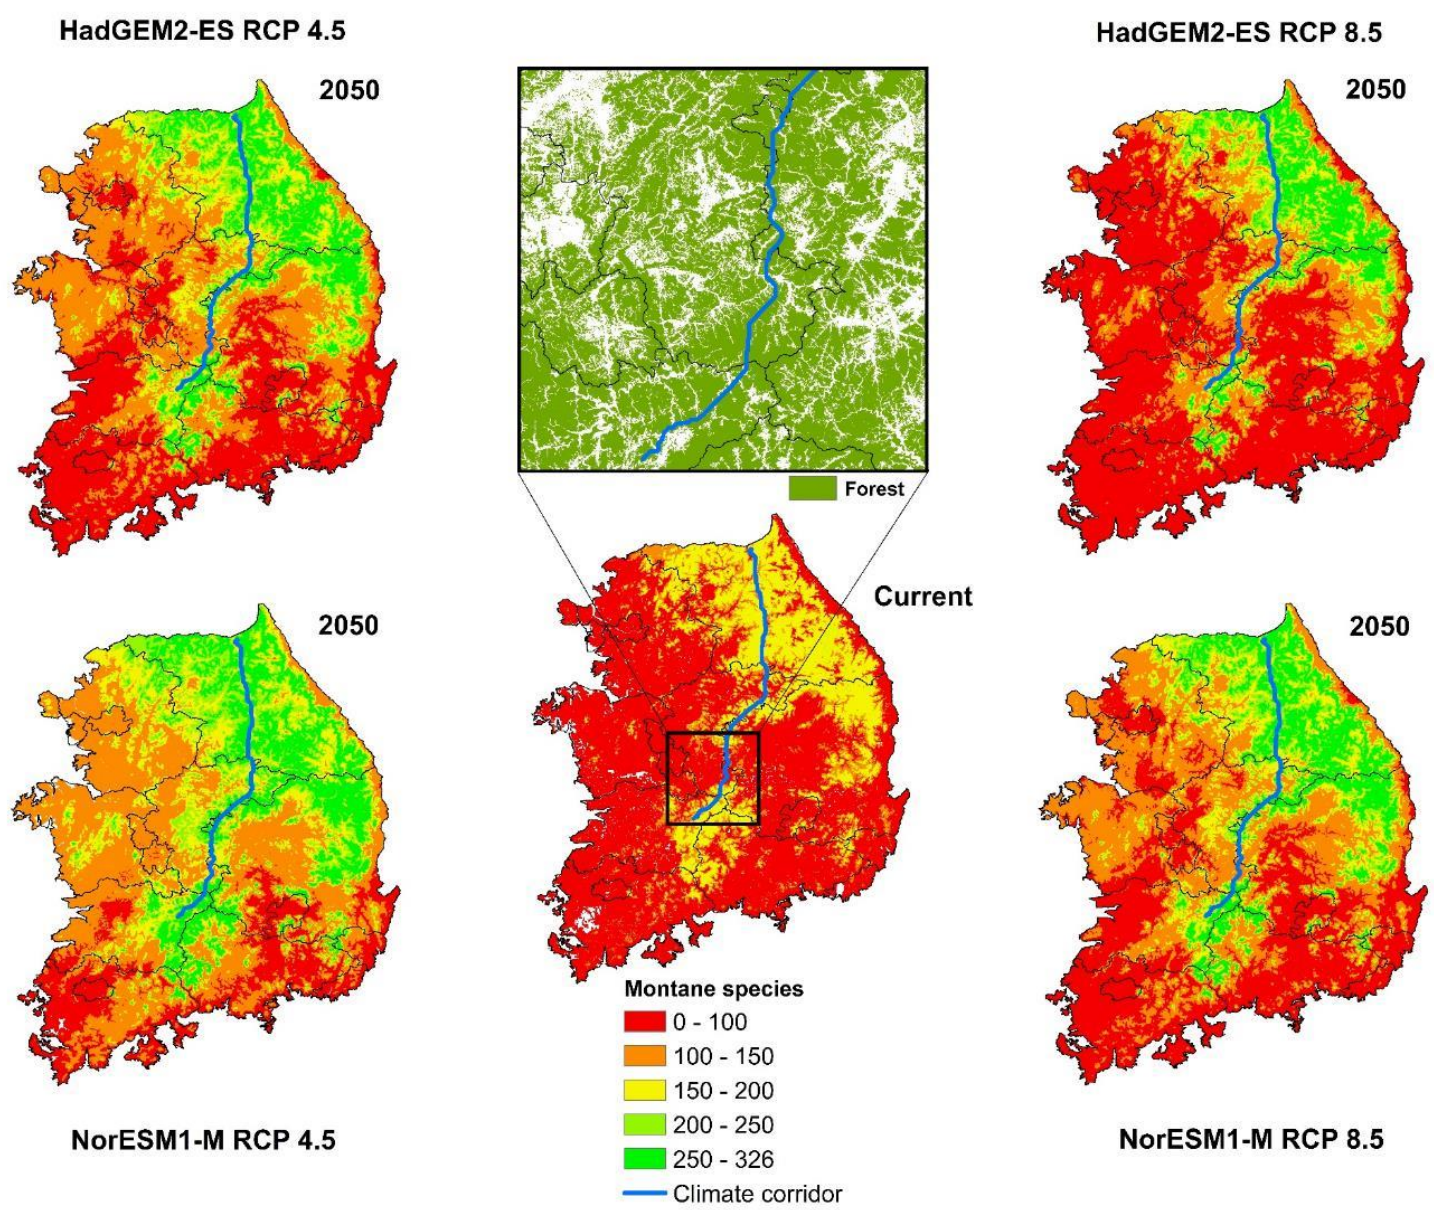 HadGEM2-ES RCP 4.5
HadGEM2-ES RCP 8.5
2050
2050
Forest
Current
2050
2050
Montane species
0 - 100
100 - 150
150 - 200
200 - 250
250 - 326
Climate corridor
NorESM1-M RCP 4.5
NorESM1-M RCP 8.5